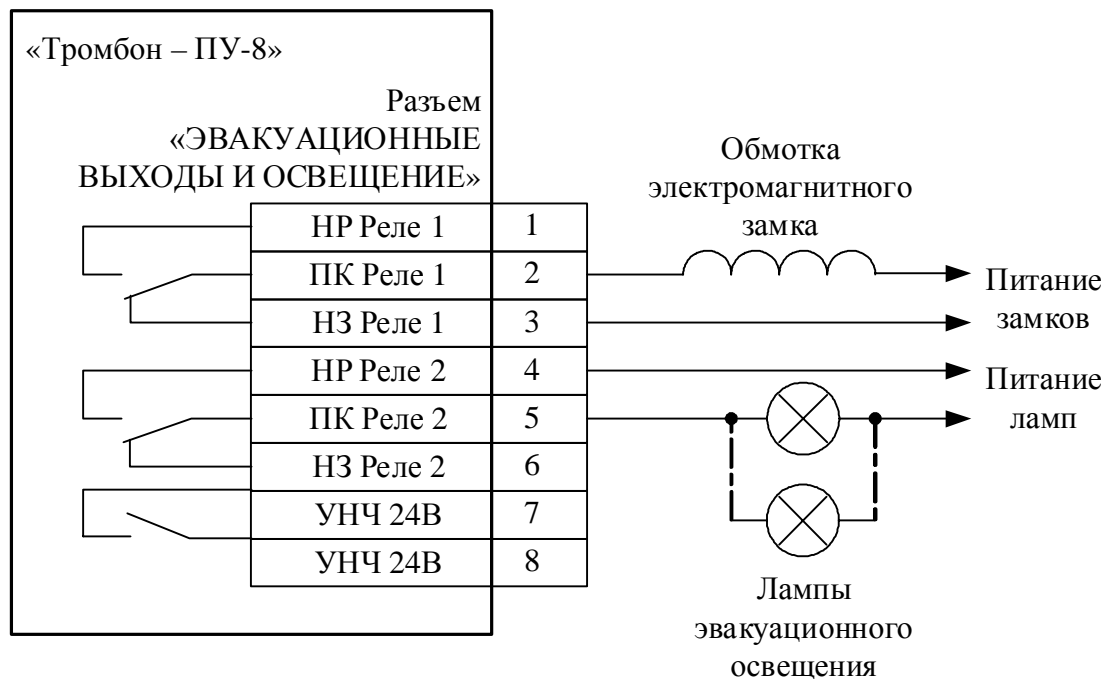 «Тромбон – ПУ-8»
Разъем
«ЭВАКУАЦИОННЫЕ
ВЫХОДЫ И ОСВЕЩЕНИЕ»
НР Реле 1 1
ПК Реле 1 2
НЗ Реле 1 3
НР Реле 2 4
ПК Реле 2 5
НЗ Реле 2 6
УНЧ 24В 7
УНЧ 24В 8
Обмотка
электромагнитного
замка
Питание
замков
Питание
ламп
Лампы
эвакуационного
освещения